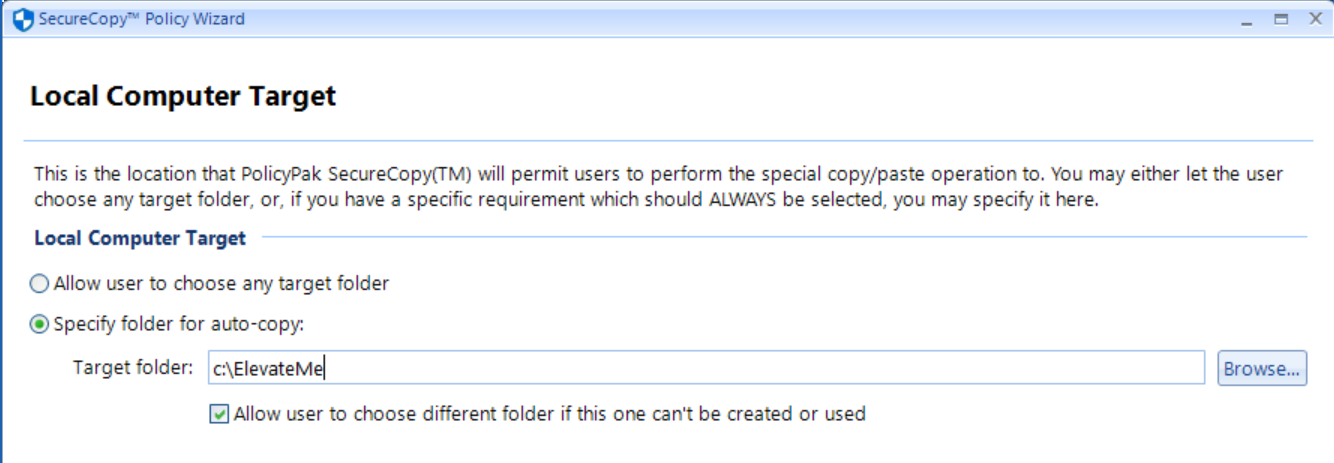 SecureCopy™ Policy Wizard
Local Computer Target
This is the location that PolicyPak SecureCopy(TM) will permit users to perform the special copy/paste operation to. You may either let the user
choose any target folder, or, if you have a specific requirement which should ALWAYS be selected, you may specify it here.
Local Computer Target
Allow user to choose any target folder
Specify folder for auto-copy:
Target folder: c:\ElevateMe Browse...
Allow user to choose different folder if this one can't be created or used